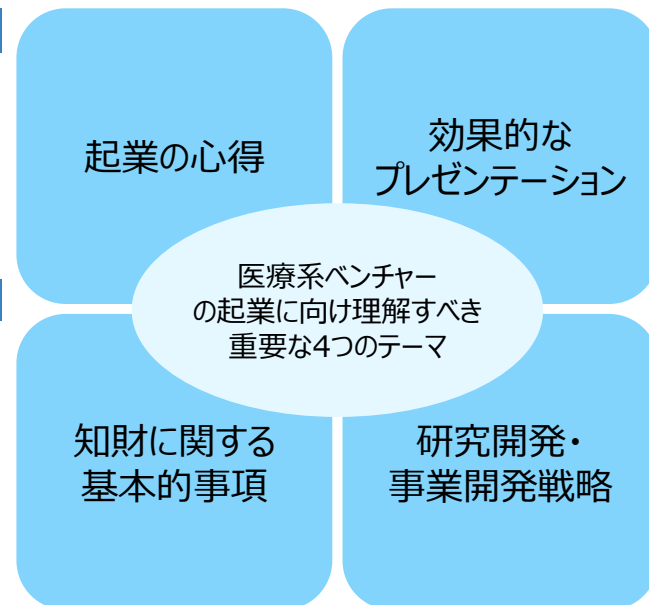 起業の心得
効果的な
プレゼンテーション
医療系ベンチャー
の起業に向け理解すべき
重要な4つのテーマ
知財に関する
基本的事項
研究開発・
事業開発戦略